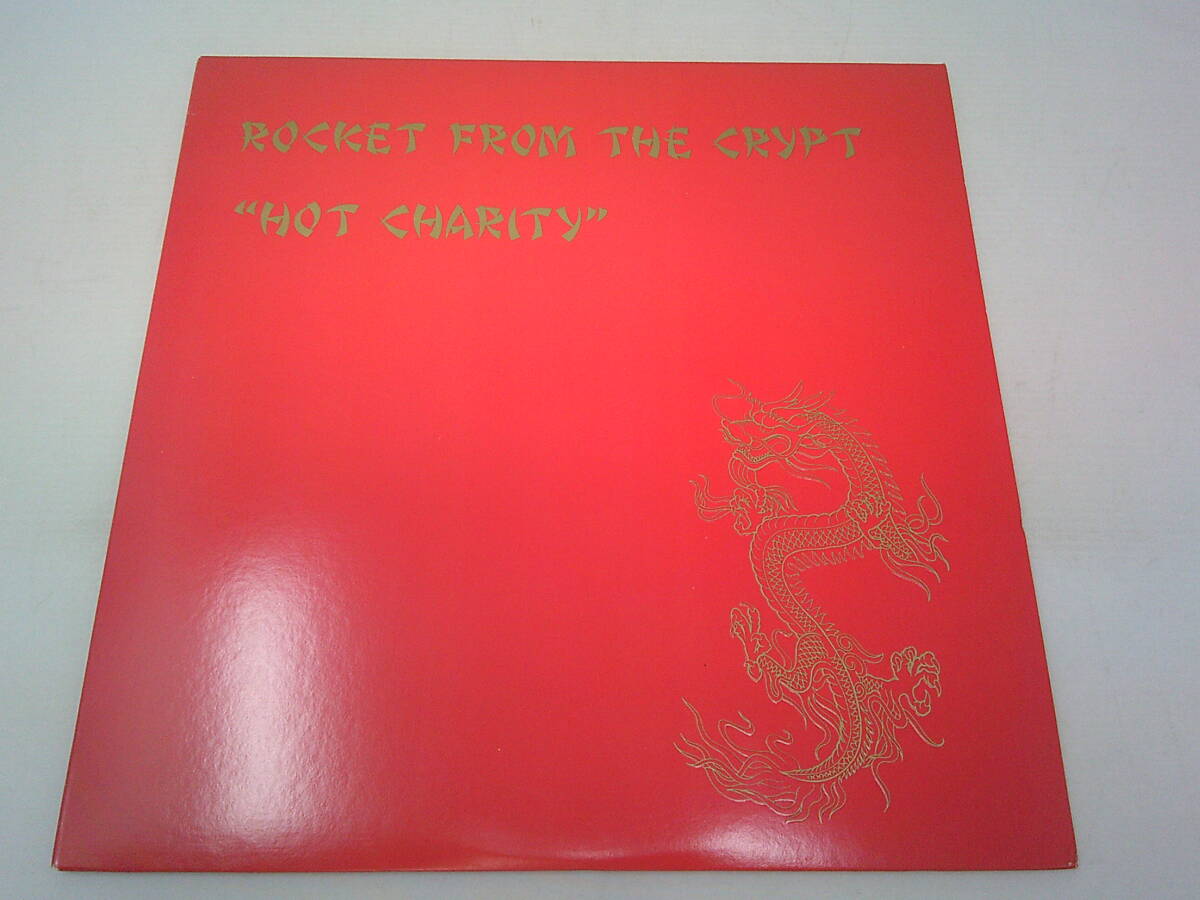 ROCKET FROM THE CRYPT
“HOT CHARITY”